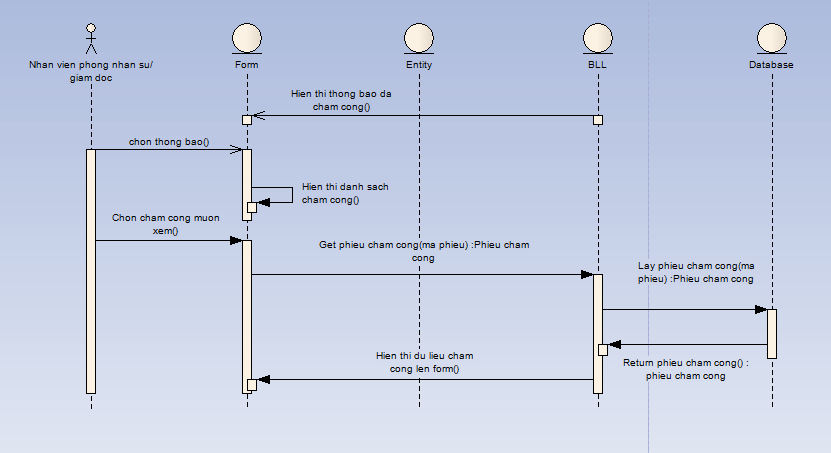 Nhan vien phong nhan su/
giam doc
Form
Entity
BLL
Database
Hien thi thong bao da
cham cong()
chon thong bao()
Hien thi danh sach
cham cong()
Chon cham cong muon
xem()
Get phieu cham cong(ma phieu) :Phieu cham
cong
Lay phieu cham cong(ma
phieu) :Phieu cham cong
Return phieu cham cong() :
phieu cham cong
Hien thi du lieu cham
cong len form()